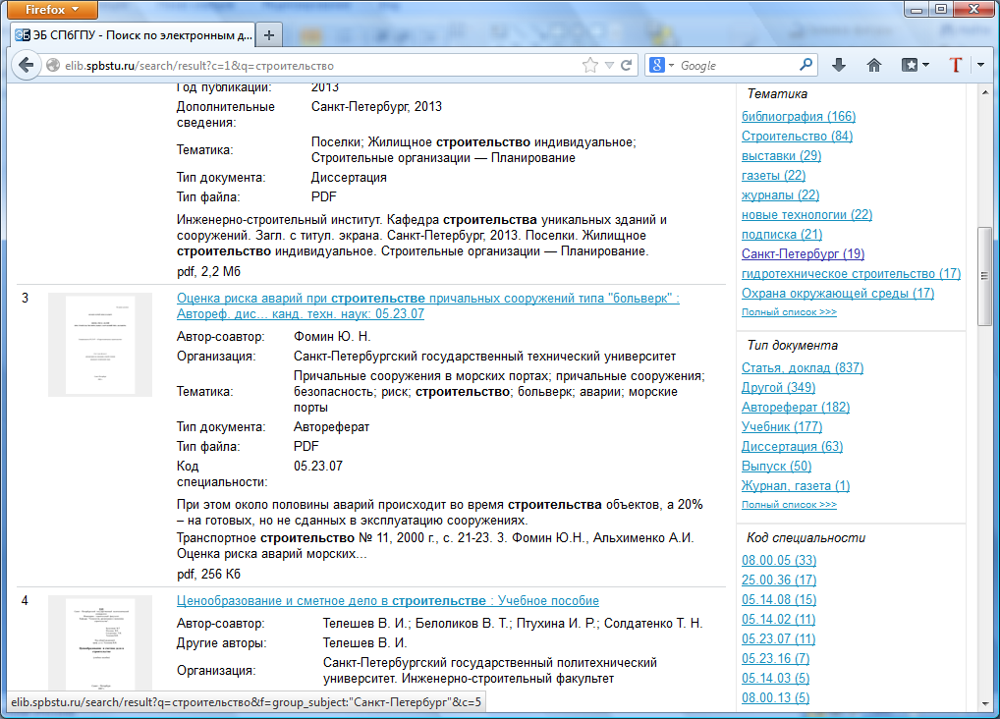 Firefox
ЭБ СПбГПУ - Поиск по электронным д...
elib.spbstu.ru/search/result?c=1&q=строительство
Google
Год публикации: 2013
Дополнительные сведения: Санкт-Петербург, 2013
Тематика: Поселки; Жилищное строительство индивидуальное;
Строительные организации — Планирование
Тип документа: Диссертация
Тип файла: PDF
Инженерно-строительный институт. Кафедра строительства уникальных зданий и
сооружений. Загл. с титул. экрана. Санкт-Петербург, 2013. Поселки. Жилищное
строительство индивидуальное. Строительные организации — Планирование.
pdf, 2,2 Мб
3
Оценка риска аварий при строительстве причальных сооружений типа "больверк" :
Автореф. дис... канд. техн. наук: 05.23.07
Автор-соавтор: Фомин Ю. Н.
Организация: Санкт-Петербургский государственный технический университет
Тематика: Причальные сооружения в морских портах; причальные сооружения;
безопасность; риск; строительство; больверк; аварии; морские
порты
Тип документа: Автореферат
Тип файла: PDF
Код специальности: 05.23.07
При этом около половины аварий происходит во время строительства объектов, а 20%
– на готовых, но не сданных в эксплуатацию сооружениях.
Транспортное строительство № 11, 2000 г., с. 21-23. 3. Фомин Ю.Н., Альхименко А.И.
Оценка риска аварий морских...
pdf, 256 Кб
4
Ценообразование и сметное дело в строительстве : Учебное пособие
Автор-соавтор: Телешев В. И.; Белоликов В. Т.; Птухина И. Р.; Солдатенко Т. Н.
Другие авторы: Телешев В. И.
Организация: Санкт-Петербургский государственный политехнический
университет. Инженерно-строительный факультет
Тематика
библиография (166)
Строительство (84)
выставки (29)
газеты (22)
журналы (22)
новые технологии (22)
подписка (21)
Санкт-Петербург (19)
гидротехническое строительство (17)
Охрана окружающей среды (17)
Полный список >>>
Тип документа
Статья, доклад (837)
Другой (349)
Автореферат (182)
Учебник (177)
Диссертация (63)
Выпуск (50)
Журнал, газета (1)
Полный список >>>
Код специальности
08.00.05 (33)
25.00.36 (17)
05.14.08 (15)
05.14.02 (11)
05.23.07 (11)
05.23.16 (7)
05.14.03 (5)
08.00.13 (5)
elib.spbstu.ru/search/result?q=строительство&f=group_subject:"Санкт-Петербург"&c=5